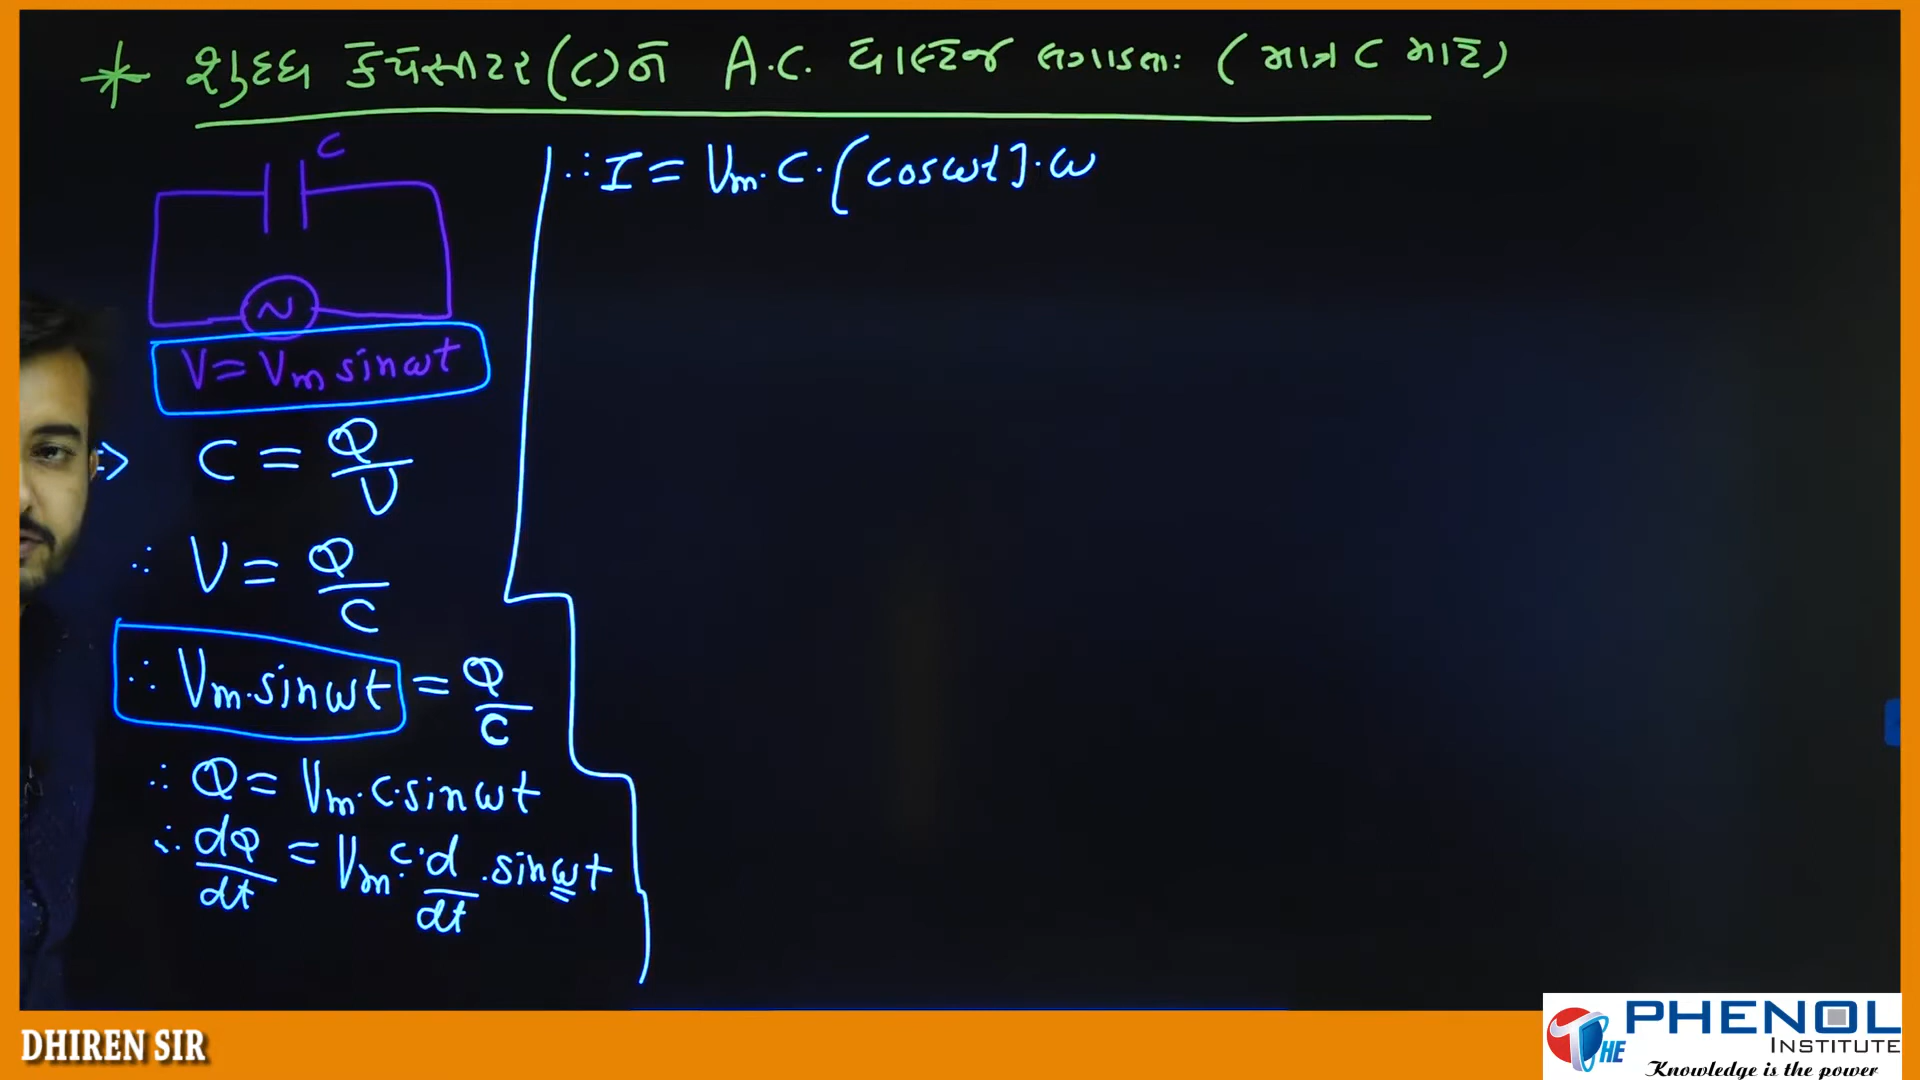 * શુદ્ધ કેપેસીટર (C) ને A.C. વોલ્ટેજ લગાડતા: (માત્ર C માટે)
C
~
V = Vm sinωt
⇒ C = Q/V
∴ V = Q/C
∴ Vm·sinωt = Q/C
∴ Q = Vm·C·sinωt
∴ dQ/dt = Vm·C·d/dt·sinωt
∴ I = Vm·C·[cosωt]·ω
DHIREN SIR
THE PHENOL
INSTITUTE
Knowledge is the power